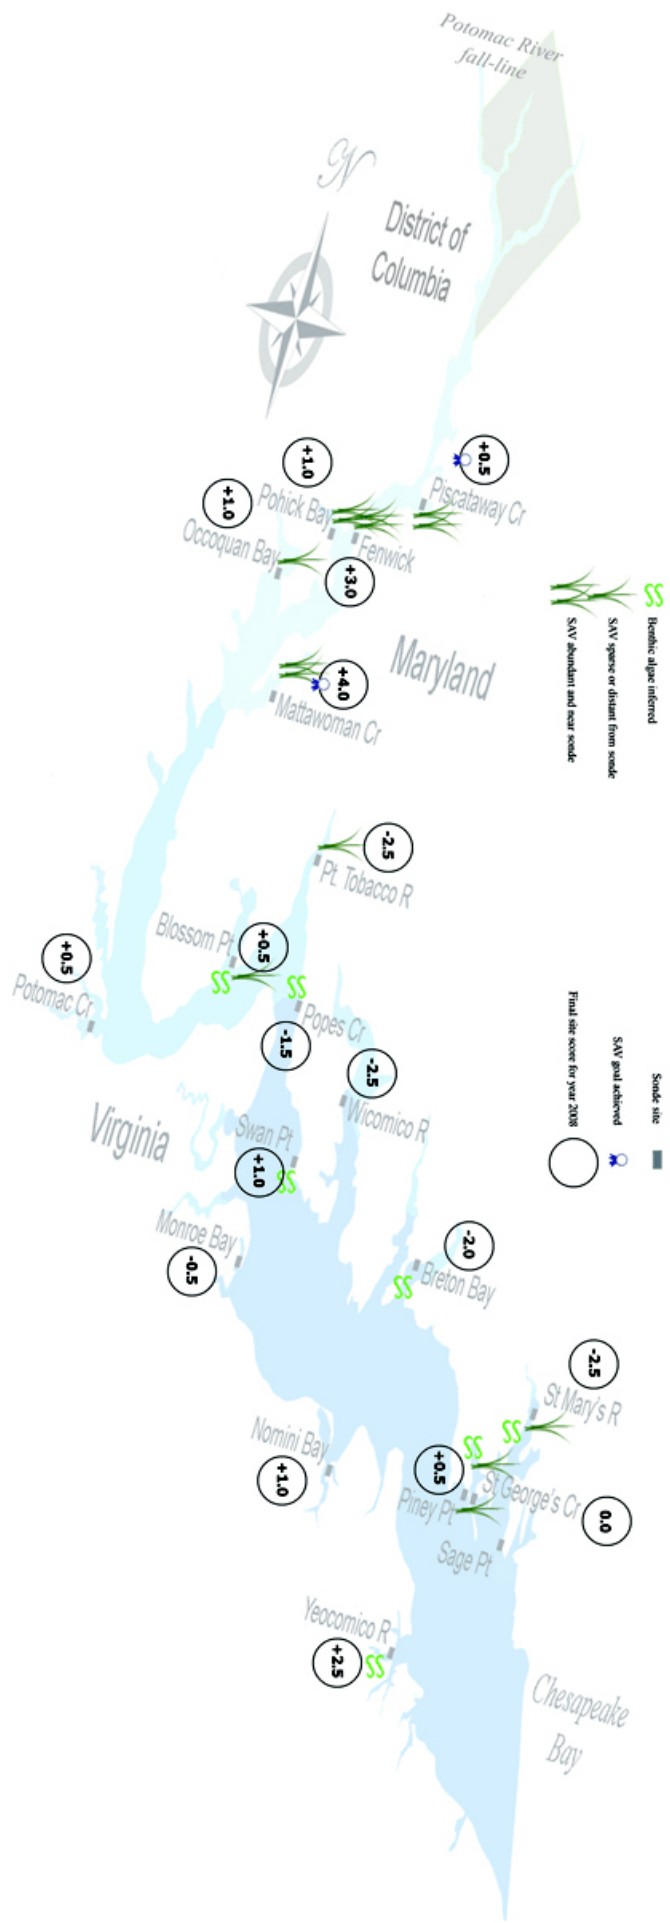 Potomac River
fall-line
N
District of
Columbia
+0.5
Piscataway Cr
+1.0
Pohick Bay
Fenwick
+1.0
Occoquan Bay
+3.0
Maryland
+4.0
Mattawoman Cr
Benthic algae inferred
SAV sparse or distant from sonde
SAV abundant and near sonde
-2.5
Pt. Tobacco R
Blossom Pt
+0.5
+0.5
Potomac Cr
Popes Cr
-1.5
-2.5
Wicomico R
Sonde site
SAV goal achieved
Final site score for year 2008
Virginia
Swan Pt
+1.0
Monroe Bay
-0.5
-2.0
Breton Bay
-2.5
St Mary's R
Nomini Bay
+1.0
+0.5
Piney Pt
St George's Cr
0.0
Sage Pt
Yeocomico R
+2.5
Chesapeake
Bay